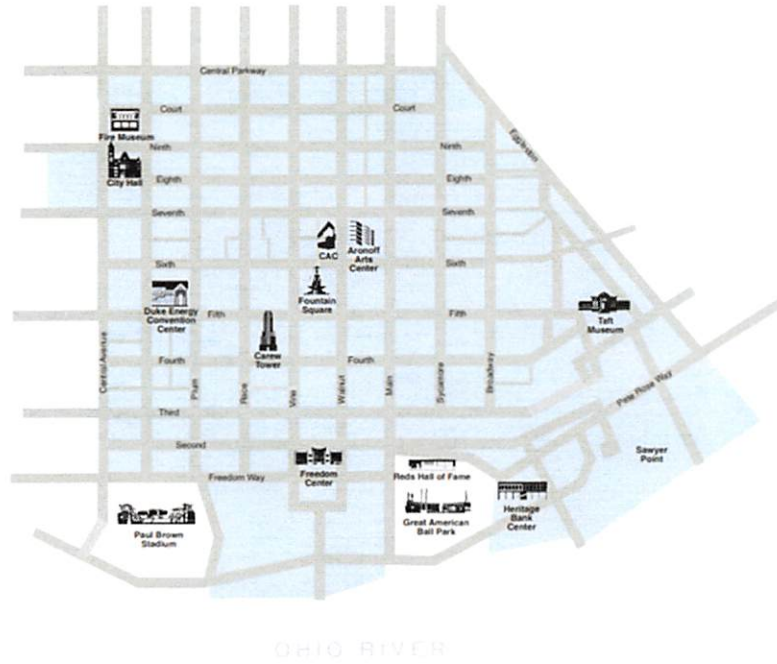 Central Parkway
Court
Court
Fire Museum
Ninth
Ninth
Eggleston
City Hall
Eighth
Eighth
Seventh
Seventh
CAC
Aronoff
Arts
Center
Sixth
Sixth
Fountain
Square
Duke Energy
Convention
Center
Fifth
Fifth
Taft
Museum
Carew
Tower
Central Avenue
Fourth
Fourth
Plum
Race
Vine
Walnut
Main
Sycamore
Broadway
Pete Rose Way
Third
Second
Sawyer
Point
Freedom Way
Freedom
Center
Reds Hall of Fame
Paul Brown
Stadium
Great American
Ball Park
Heritage
Bank
Center
OHIO RIVER